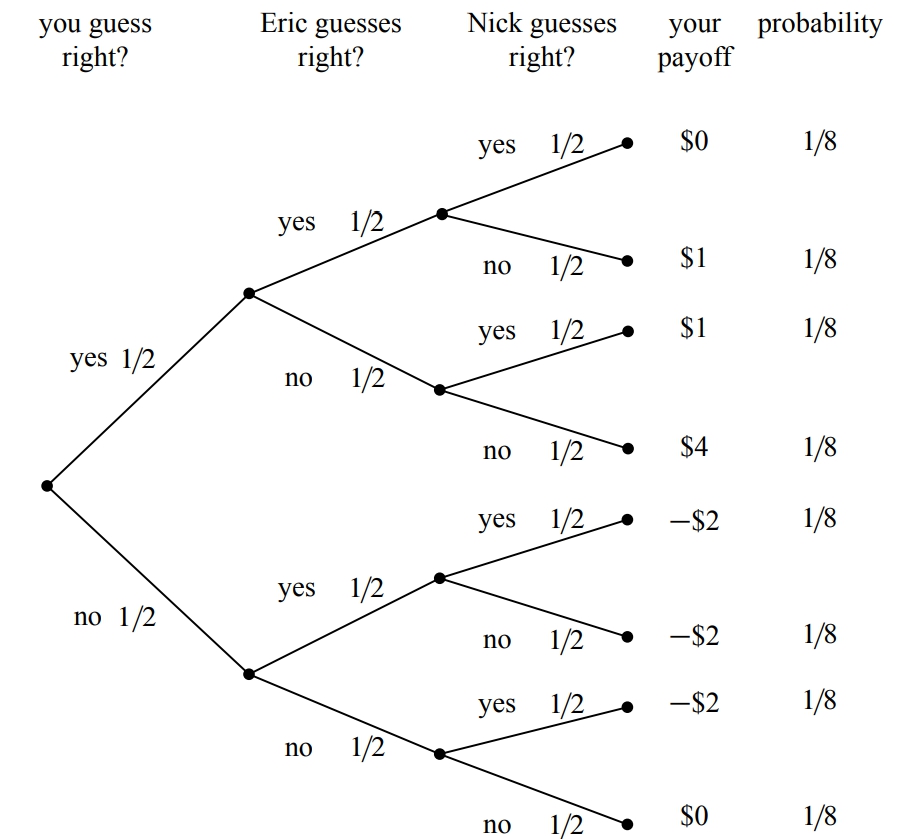 you guess Eric guesses Nick guesses your probability
right? right? right? payoff
yes 1/2 $0 1/8
yes 1/2
no 1/2 $1 1/8
yes 1/2 $1 1/8
yes 1/2
no 1/2
no 1/2 $4 1/8
yes 1/2 −$2 1/8
yes 1/2
no 1/2
no 1/2 −$2 1/8
yes 1/2 −$2 1/8
no 1/2
no 1/2 $0 1/8